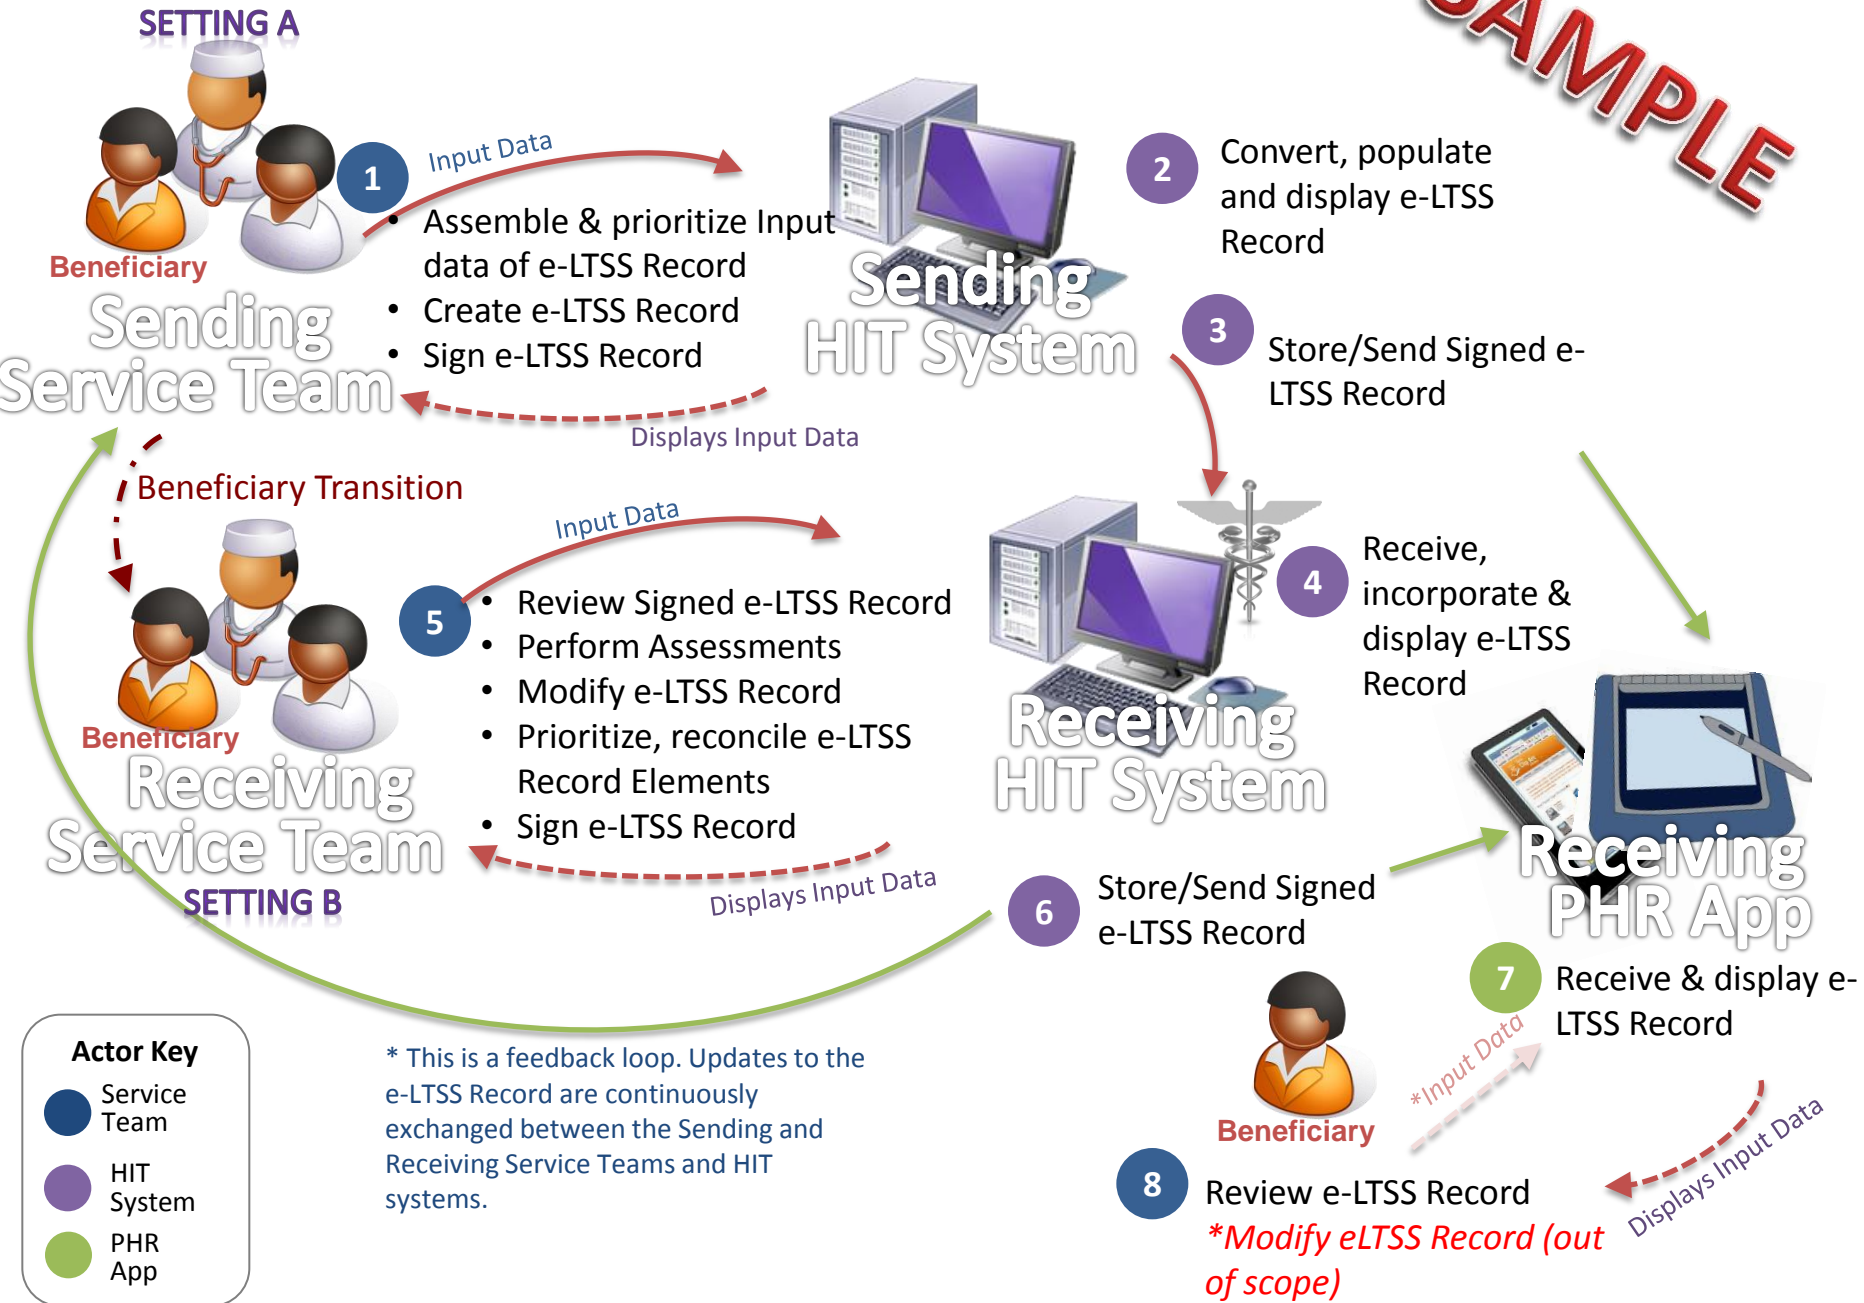 SETTING A
SAMPLE
1
Input Data
2
Convert, populate
and display e-LTSS
Record
• Assemble & prioritize Input
data of e-LTSS Record
• Create e-LTSS Record
• Sign e-LTSS Record
Beneficiary
Sending
Service Team
Sending
HIT System
3
Store/Send Signed e-
LTSS Record
Displays Input Data
Beneficiary Transition
Input Data
4
Receive,
incorporate &
display e-LTSS
Record
5
• Review Signed e-LTSS Record
• Perform Assessments
• Modify e-LTSS Record
• Prioritize, reconcile e-LTSS
Record Elements
• Sign e-LTSS Record
Beneficiary
Receiving
Service Team
SETTING B
Receiving
HIT System
Displays Input Data
6
Store/Send Signed
e-LTSS Record
Receiving
PHR App
7
Receive & display e-
LTSS Record
*Input Data
Beneficiary
Displays Input Data
8
Review e-LTSS Record
*Modify eLTSS Record (out
of scope)
Actor Key
Service
Team
HIT
System
PHR
App
* This is a feedback loop. Updates to the
e-LTSS Record are continuously
exchanged between the Sending and
Receiving Service Teams and HIT
systems.